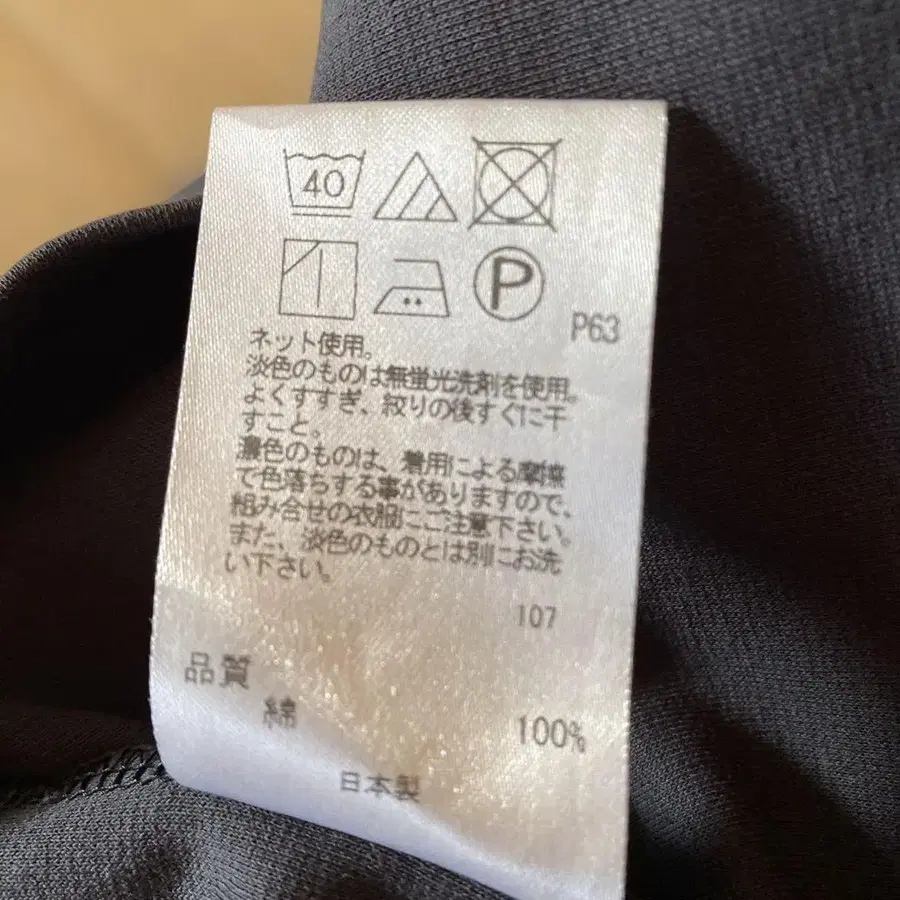 40
P
P63
ネット使用。
淡色のものは無蛍光洗剤を使用。
よくすすぎ、絞りの後すぐに干
すこと。
濃色のものは、着用による摩擦
で色落ちする事がありますので、
組み合せの衣服にご注意下さい。
また、淡色のものとは別にお洗
い下さい。
107
品質
綿 100%
日本製